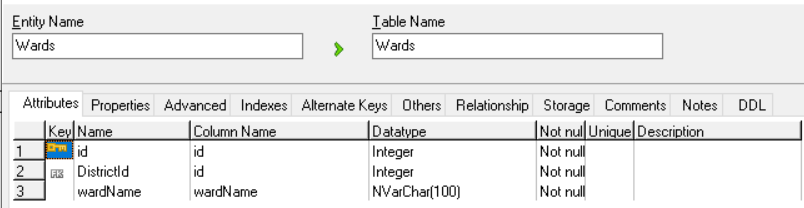 Entity Name Table Name
Wards Wards
Attributes Properties Advanced Indexes Alternate Keys Others Relationship Storage Comments Notes DDL
Key Name Column Name Datatype Not nul Unique Description
1 id id Integer Not null
2 DistrictId id Integer Not null
3 wardName wardName NVarChar(100) Not null